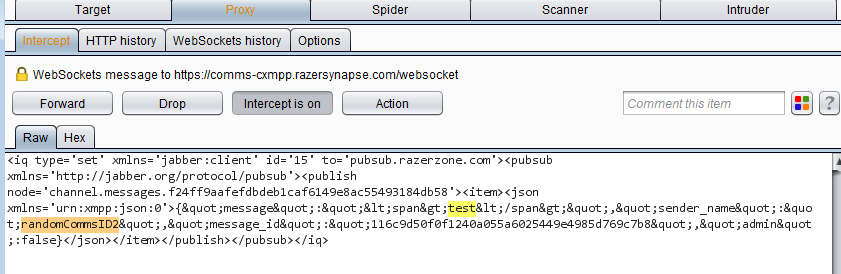 Target Proxy Spider Scanner Intruder
Intercept HTTP history WebSockets history Options
WebSockets message to https://comms-cxmpp.razersynapse.com/websocket
Forward Drop Intercept is on Action Comment this item ?
Raw Hex
<iq type='set' xmlns='jabber:client' id='15' to='pubsub.razerzone.com'><pubsub
xmlns='http://jabber.org/protocol/pubsub'><publish
node='channel.messages.f24ff9aafefdbdeb1caf6149e8ac55493184db58'><item><json
xmlns='urn:xmpp:json:0'>{&quot;message&quot;:&quot;&lt;span&gt;test&lt;/span&gt;&quot;,&quot;sender_name&quot;:&quo
t;randomCommsID2&quot;,&quot;message_id&quot;:&quot;116c9d50f0f1240a055a6025449e4985d769c7b8&quot;,&quot;admin&quot
;:false}</json></item></publish></pubsub></iq>